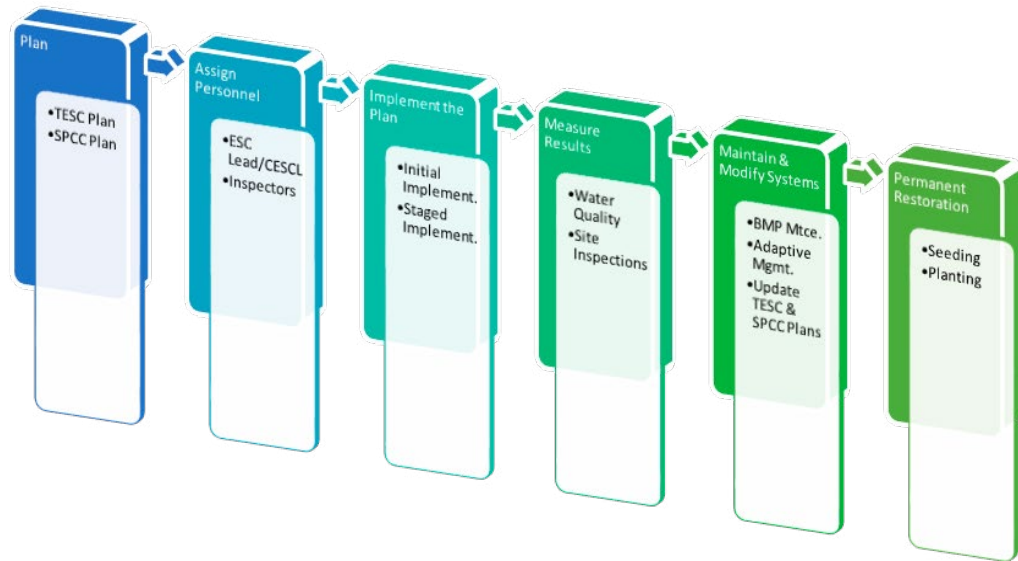 Plan
•TESC Plan
•SPCC Plan
Assign
Personnel
•ESC
Lead/CESCL
•Inspectors
Implement the
Plan
•Initial
Implement.
•Staged
Implement.
Measure
Results
•Water
Quality
•Site
Inspections
Maintain &
Modify Systems
•BMP Mtce.
•Adaptive
Mgmt.
•Update
TESC &
SPCC Plans
Permanent
Restoration
•Seeding
•Planting